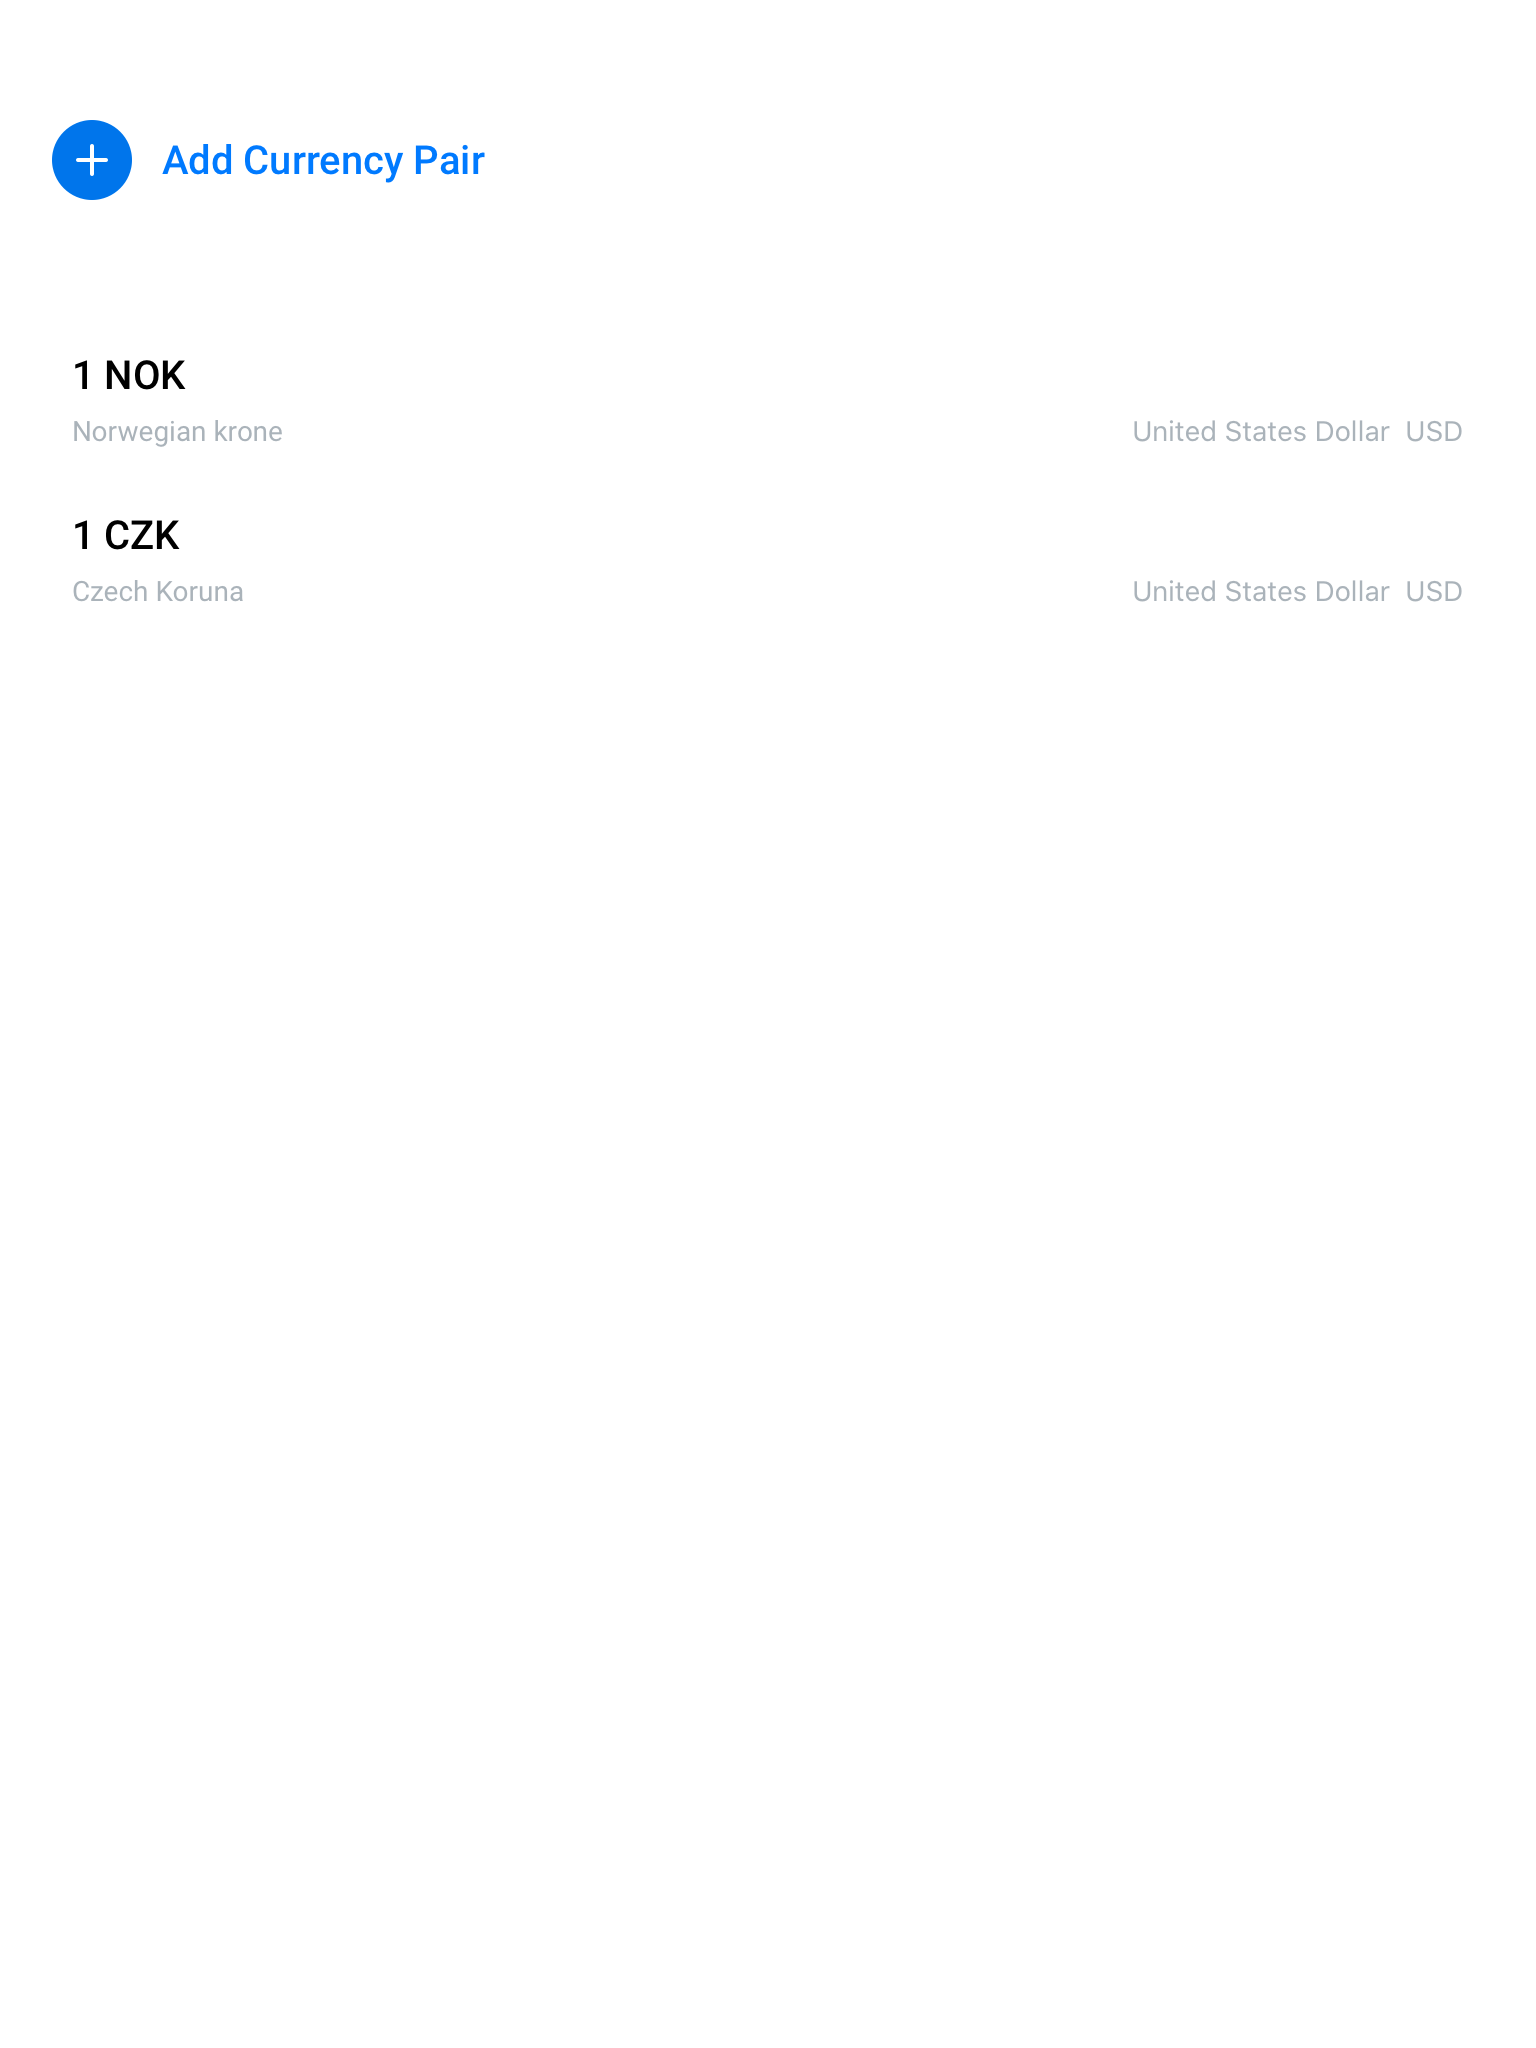 Add Currency Pair
1 NOK
Norwegian krone United States Dollar USD
1 CZK
Czech Koruna United States Dollar USD